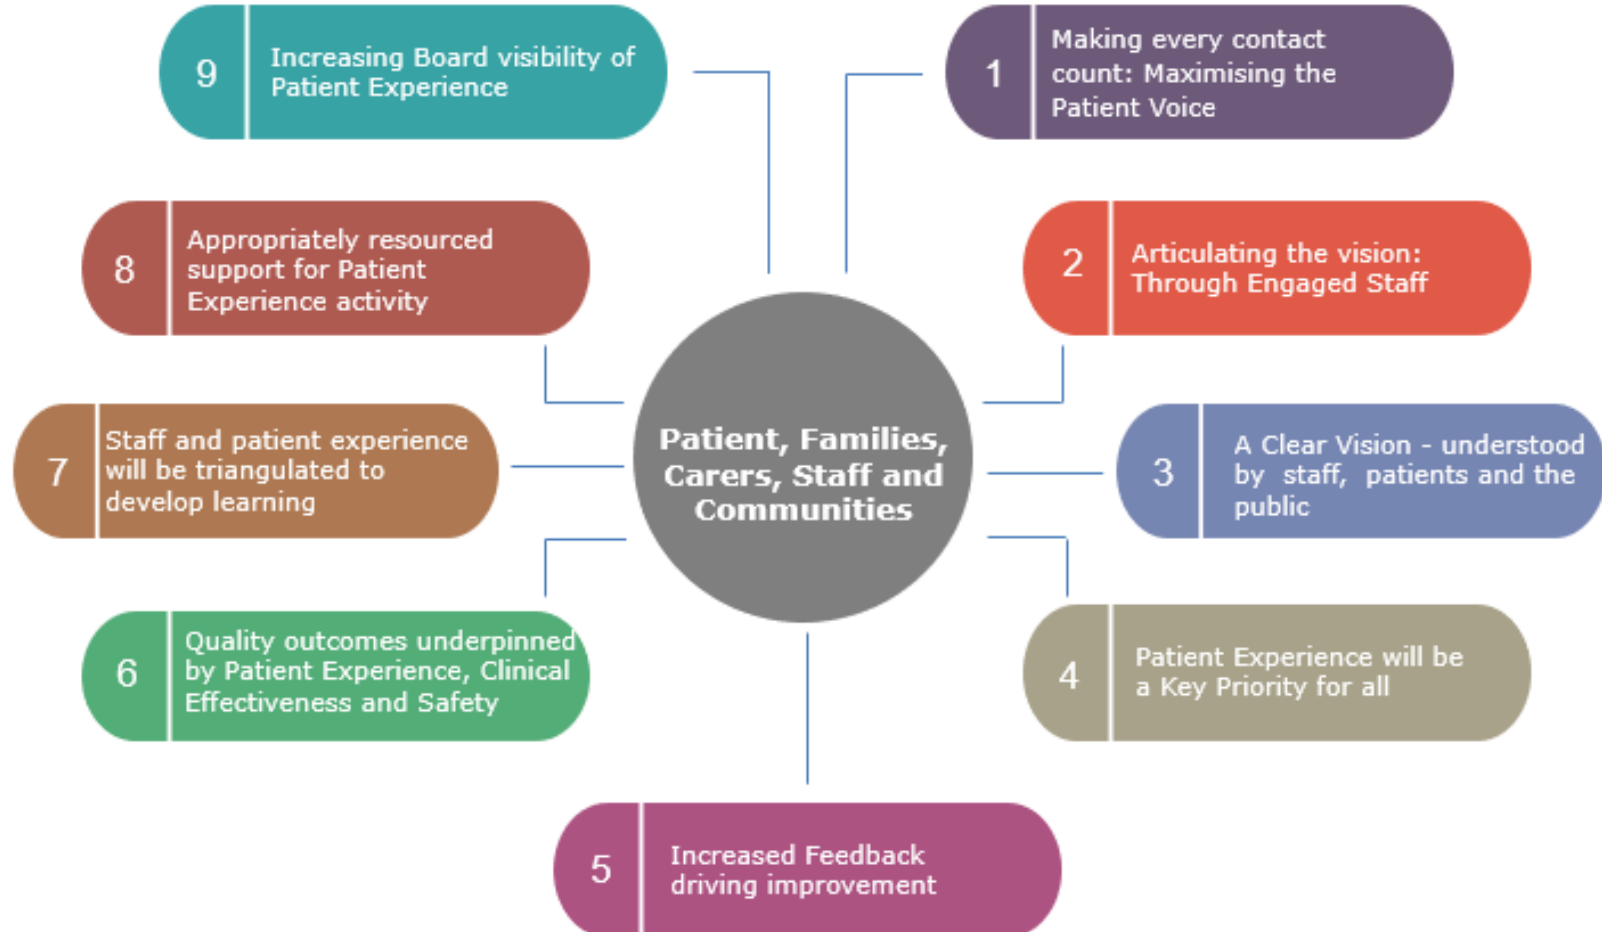 1
Making every contact
count: Maximising the
Patient Voice
2
Articulating the vision:
Through Engaged Staff
3
A Clear Vision - understood
by staff, patients and the
public
4
Patient Experience will be
a Key Priority for all
5
Increased Feedback
driving improvement
6
Quality outcomes underpinned
by Patient Experience, Clinical
Effectiveness and Safety
7
Staff and patient experience
will be triangulated to
develop learning
8
Appropriately resourced
support for Patient
Experience activity
9
Increasing Board visibility of
Patient Experience
Patient, Families,
Carers, Staff and
Communities